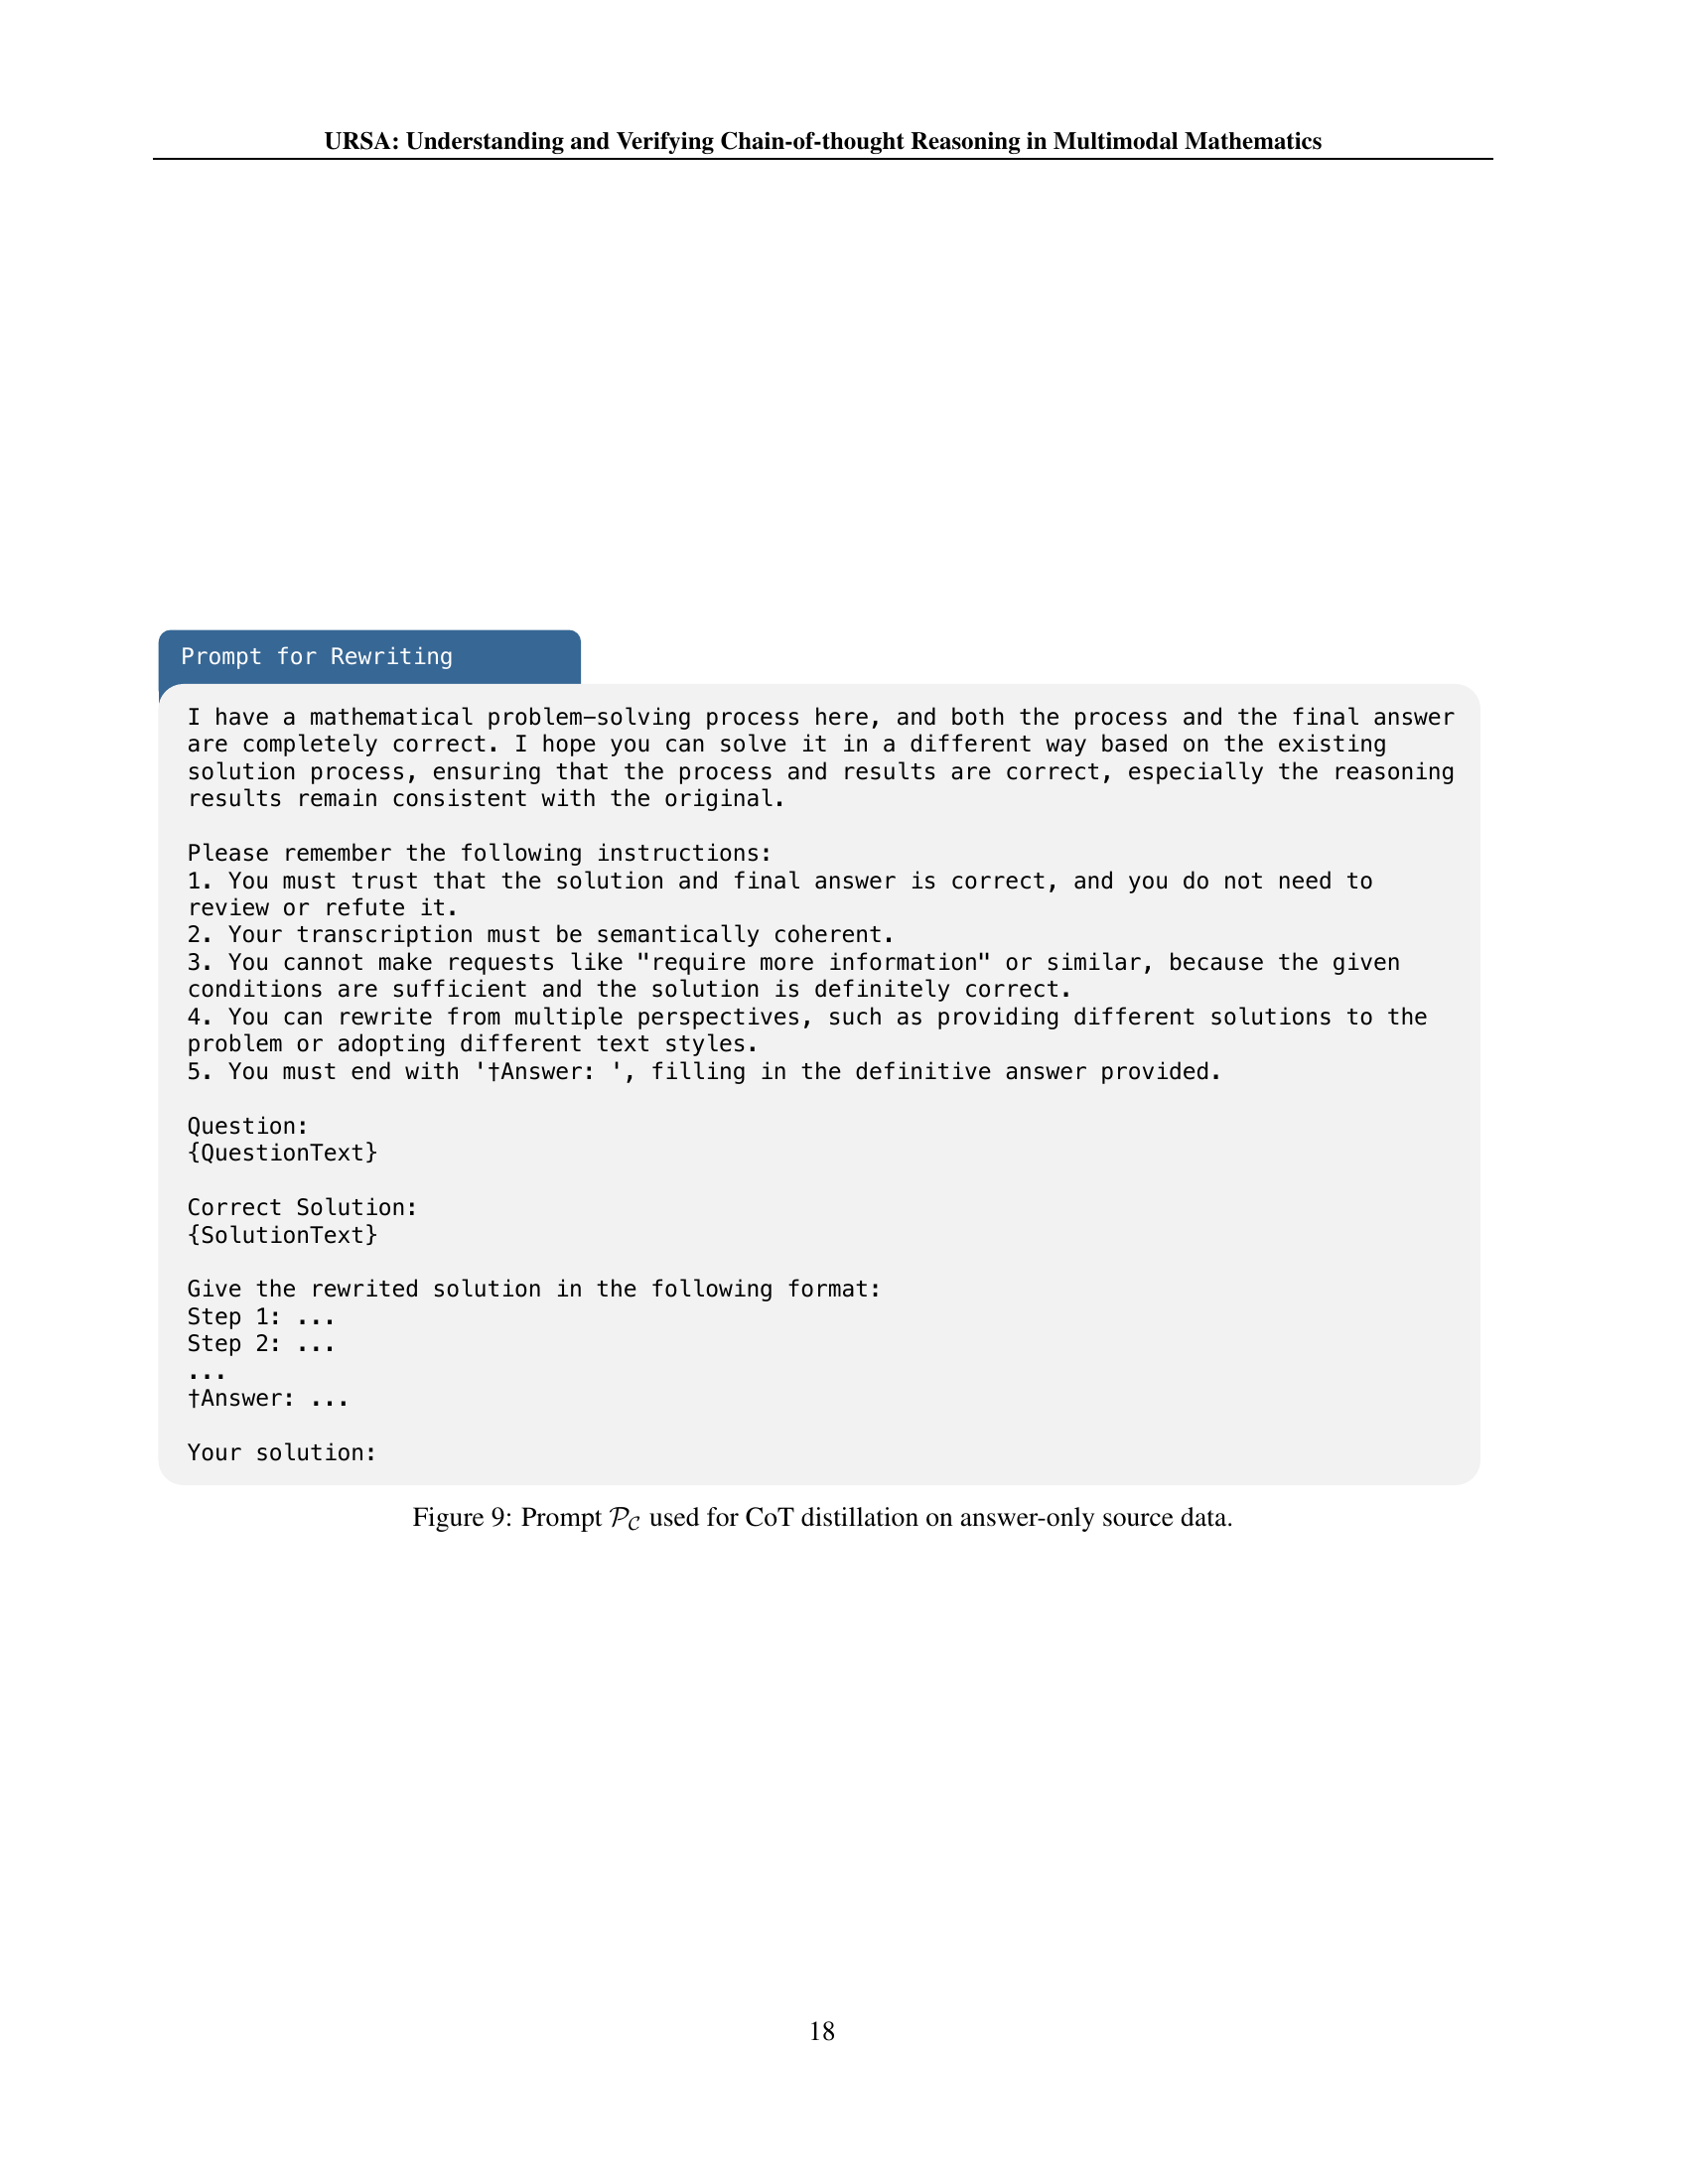 URSA: Understanding and Verifying Chain-of-thought Reasoning in Multimodal Mathematics
Prompt for Rewriting
I have a mathematical problem-solving process here, and both the process and the final answer
are completely correct. I hope you can solve it in a different way based on the existing
solution process, ensuring that the process and results are correct, especially the reasoning
results remain consistent with the original.
Please remember the following instructions:
1. You must trust that the solution and final answer is correct, and you do not need to
review or refute it.
2. Your transcription must be semantically coherent.
3. You cannot make requests like "require more information" or similar, because the given
conditions are sufficient and the solution is definitely correct.
4. You can rewrite from multiple perspectives, such as providing different solutions to the
problem or adopting different text styles.
5. You must end with '†Answer: ', filling in the definitive answer provided.
Question:
{QuestionText}
Correct Solution:
{SolutionText}
Give the rewrited solution in the following format:
Step 1: ...
Step 2: ...
...
†Answer: ...
Your solution:
Figure 9: Prompt 𝒫_𝒞 used for CoT distillation on answer-only source data.
18